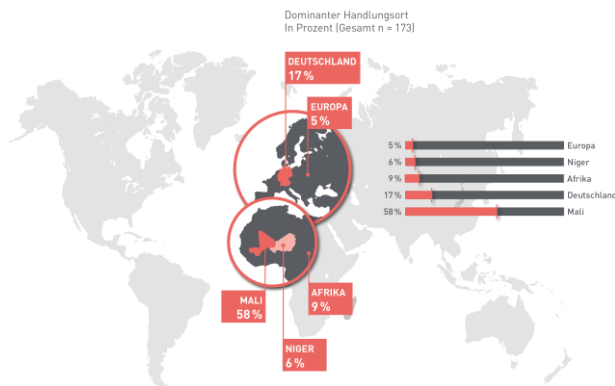 Dominanter Handlungsort
In Prozent (Gesamt n = 173)
DEUTSCHLAND
17 %
EUROPA
5 %
5 % Europa
6 % Niger
9 % Afrika
17 % Deutschland
58 % Mali
MALI
58 %
AFRIKA
9 %
NIGER
6 %